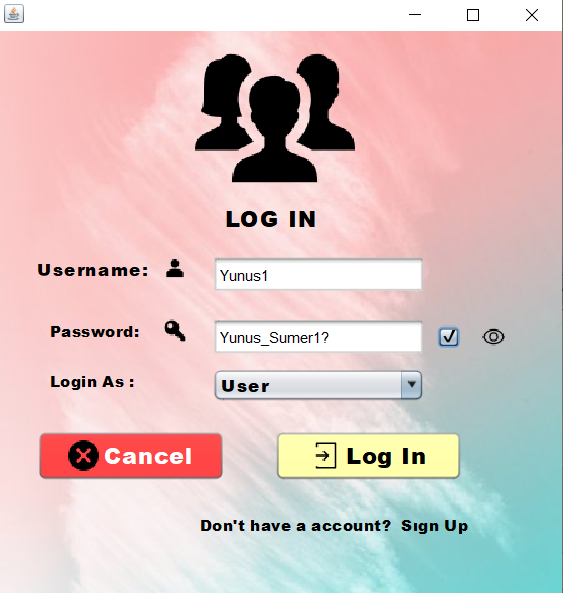 LOG IN
Username:
Yunus1
Password:
Yunus_Sumer1?
Login As :
User
Cancel
Log In
Don't have a account? Sıgn Up